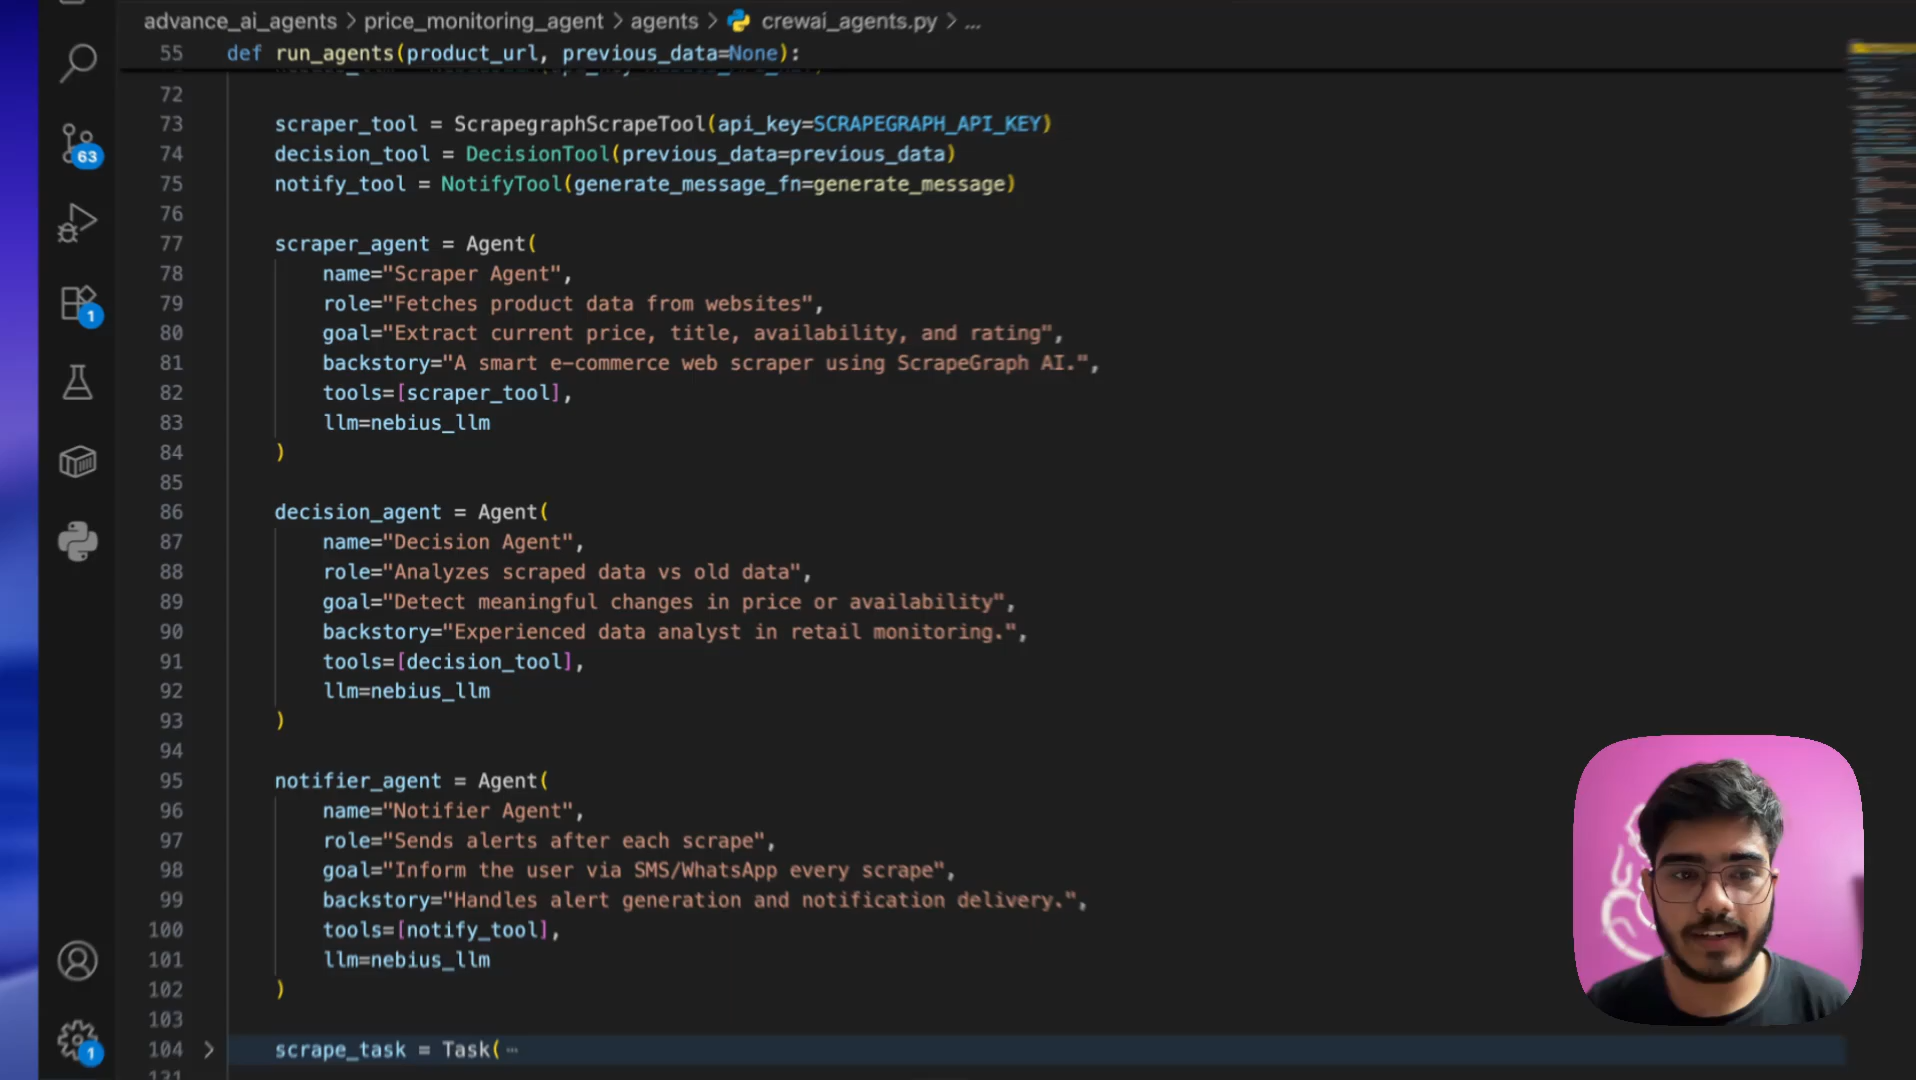 advance_ai_agents > price_monitoring_agent > agents > crewai_agents.py > ...
55 def run_agents(product_url, previous_data=None):
72
73 scraper_tool = ScrapegraphScrapeTool(api_key=SCRAPEGRAPH_API_KEY)
74 decision_tool = DecisionTool(previous_data=previous_data)
75 notify_tool = NotifyTool(generate_message_fn=generate_message)
76
77 scraper_agent = Agent(
78 name="Scraper Agent",
79 role="Fetches product data from websites",
80 goal="Extract current price, title, availability, and rating",
81 backstory="A smart e-commerce web scraper using ScrapeGraph AI.",
82 tools=[scraper_tool],
83 llm=nebius_llm
84 )
85
86 decision_agent = Agent(
87 name="Decision Agent",
88 role="Analyzes scraped data vs old data",
89 goal="Detect meaningful changes in price or availability",
90 backstory="Experienced data analyst in retail monitoring.",
91 tools=[decision_tool],
92 llm=nebius_llm
93 )
94
95 notifier_agent = Agent(
96 name="Notifier Agent",
97 role="Sends alerts after each scrape",
98 goal="Inform the user via SMS/WhatsApp every scrape",
99 backstory="Handles alert generation and notification delivery.",
100 tools=[notify_tool],
101 llm=nebius_llm
102 )
103
104 > scrape_task = Task( ⋯
131
63
1
1